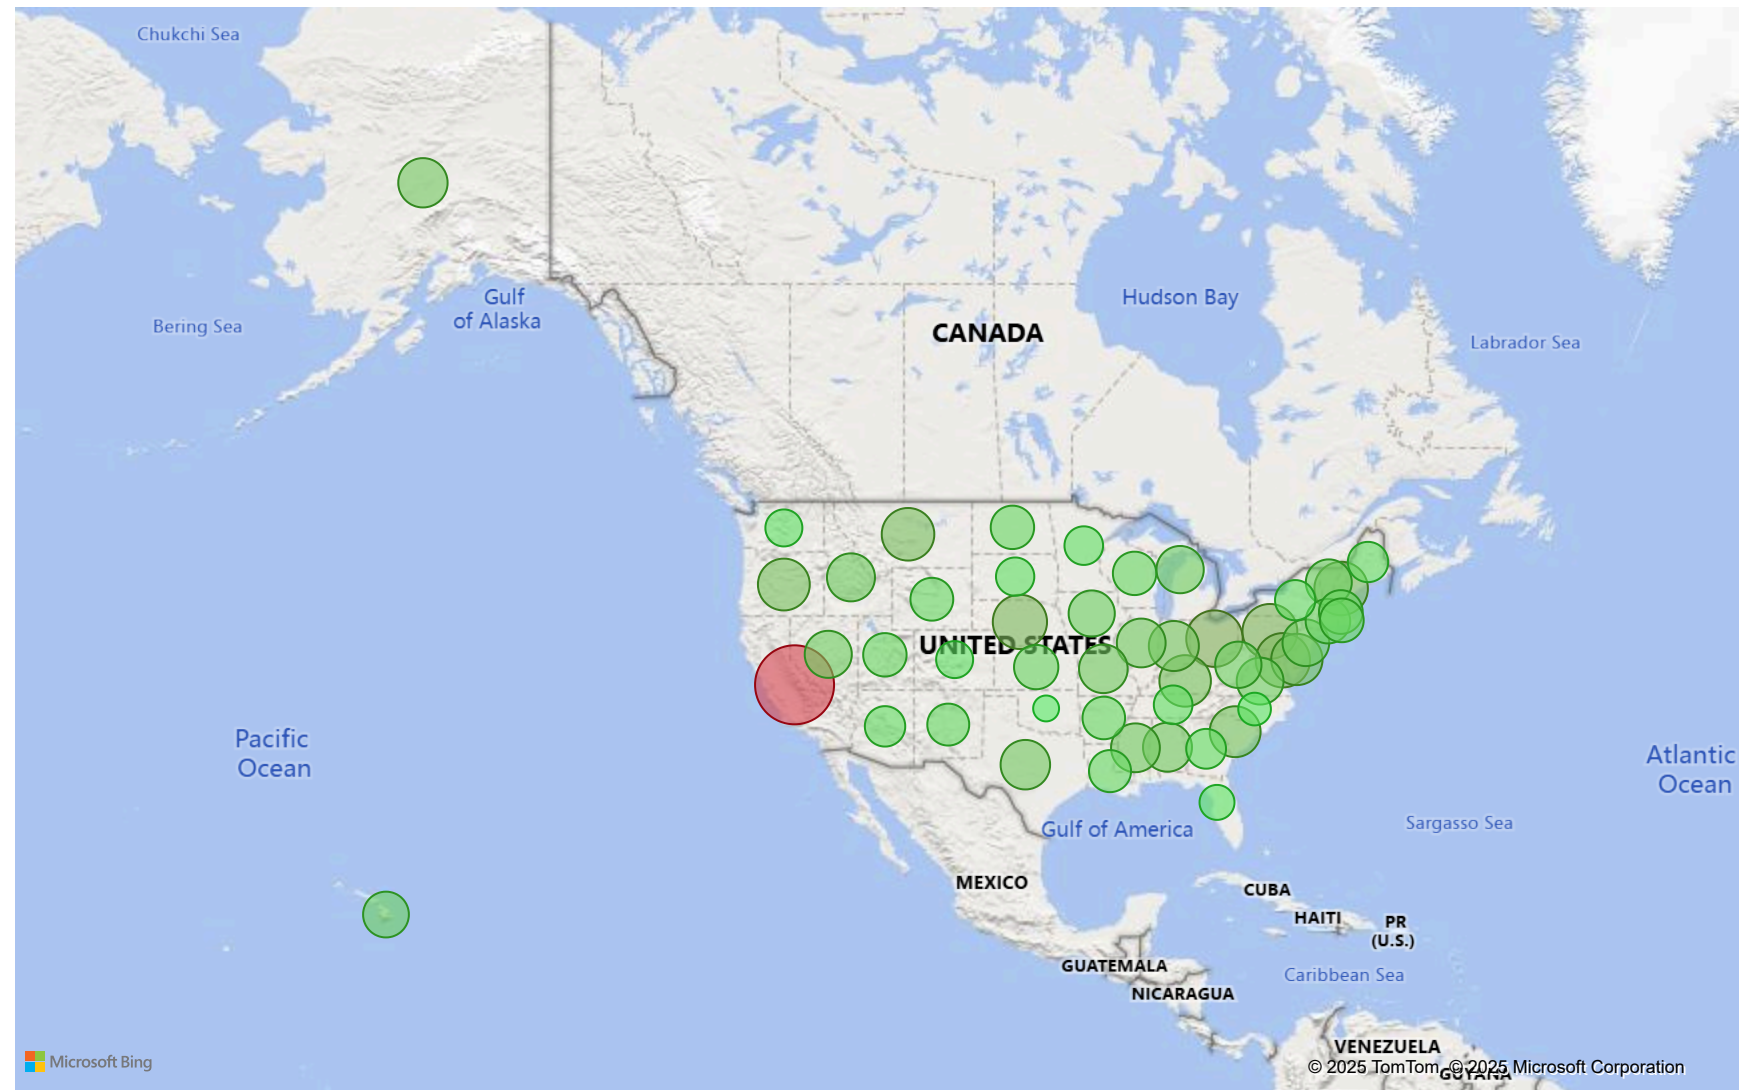 Chukchi Sea
Gulf
of Alaska
Bering Sea
Hudson Bay
CANADA
Labrador Sea
UNITED STATES
Pacific
Ocean
Atlantic
Ocean
Gulf of America
Sargasso Sea
MEXICO
CUBA
HAITI
PR
(U.S.)
GUATEMALA
Caribbean Sea
NICARAGUA
VENEZUELA
GUYANA
Microsoft Bing
© 2025 TomTom, © 2025 Microsoft Corporation